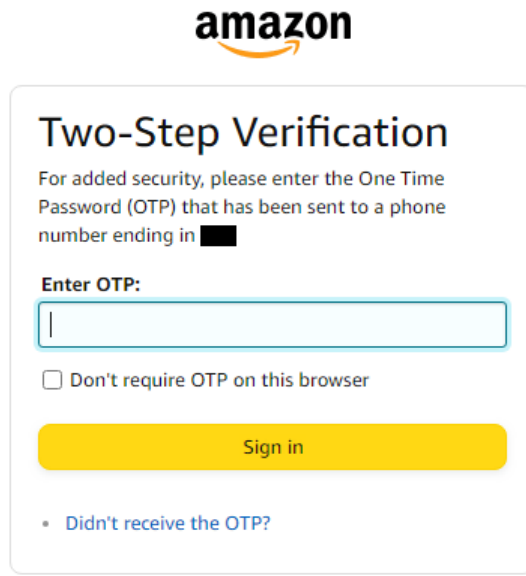 amazon
Two-Step Verification
For added security, please enter the One Time
Password (OTP) that has been sent to a phone
number ending in
Enter OTP:
Don't require OTP on this browser
Sign in
Didn't receive the OTP?